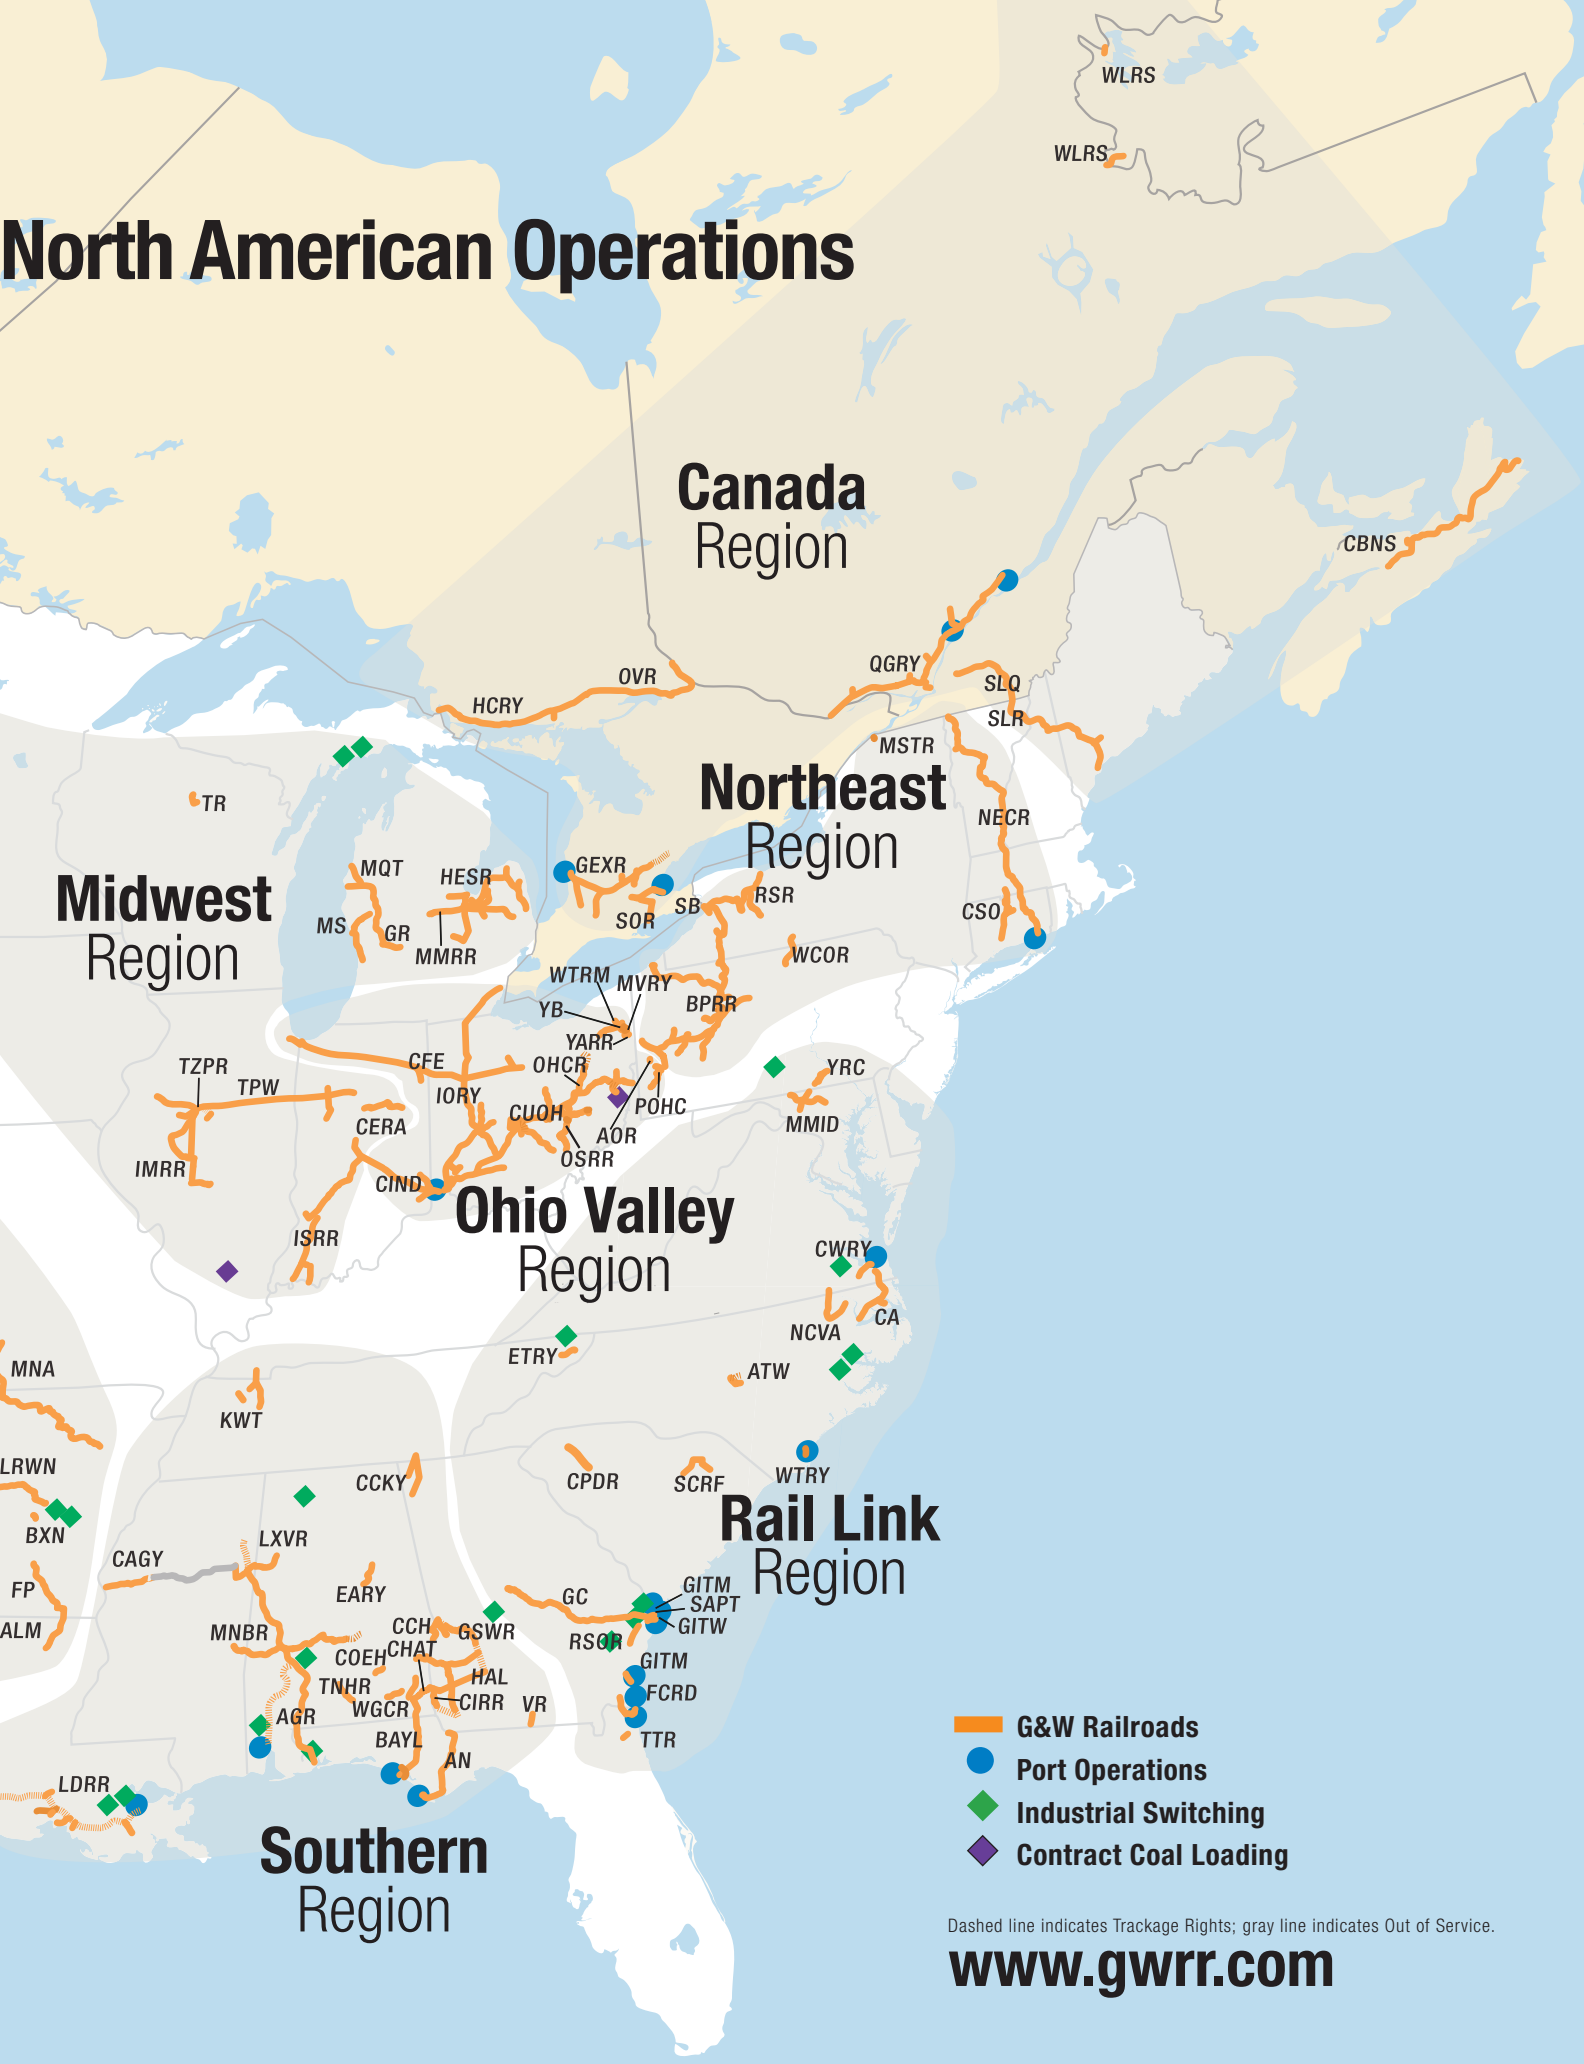 WLRS
WLRS
North American Operations
Canada
Region
CBNS
QGRY
OVR
SLQ
HCRY
SLR
MSTR
Northeast
Region
TR
NECR
MQT
HESR
GEXR
RSR
SB
Midwest
Region
MS
GR
SOR
CSO
MMRR
WCOR
WTRM
MVRY
YB
BPRR
YARR
CFE
OHCR
TZPR
YRC
TPW
IORY
CUOH
POHC
CERA
MMID
AOR
OSRR
IMRR
CIND
Ohio Valley
Region
ISRR
CWRY
CA
NCVA
ETRY
MNA
ATW
KWT
LRWN
CCKY
CPDR
SCRF
WTRY
Rail Link
Region
BXN
LXVR
CAGY
FP
EARY
GC
GITM
SAPT
GITW
ALM
MNBR
CCH
GSWR
RSOR
COEH
CHAT
GITM
TNHR
HAL
FCRD
WGCR
CIRR
VR
AGR
BAYL
TTR
AN
LDRR
Southern
Region
G&W Railroads
Port Operations
Industrial Switching
Contract Coal Loading
Dashed line indicates Trackage Rights; gray line indicates Out of Service.
www.gwrr.com